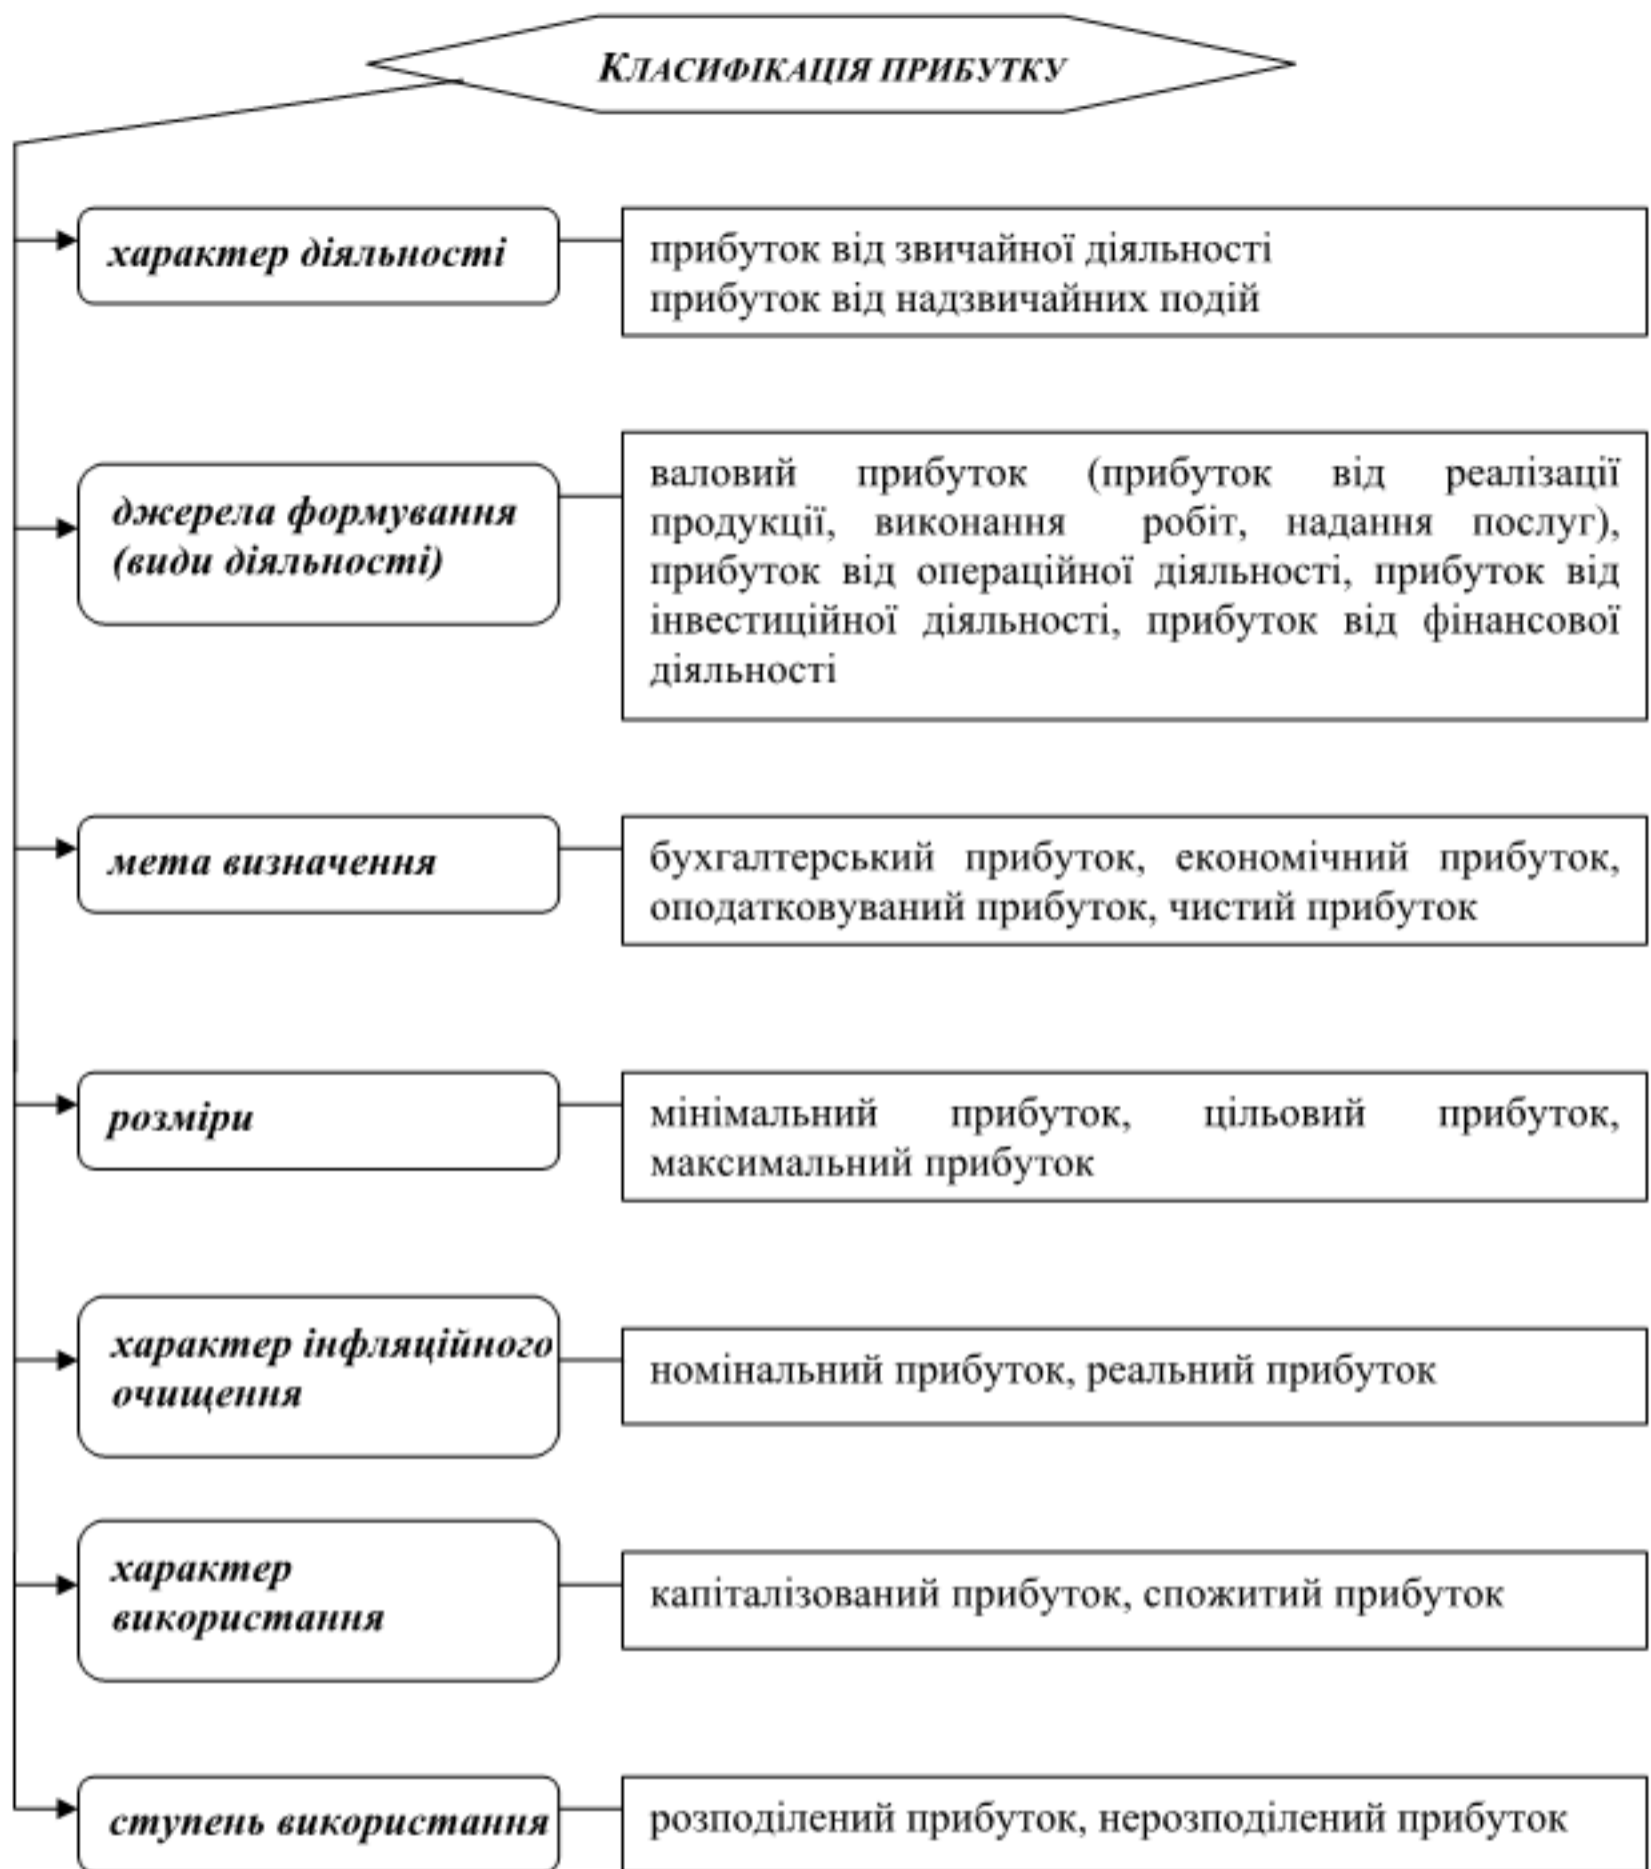 КЛАСИФІКАЦІЯ ПРИБУТКУ
характер діяльності
прибуток від звичайної діяльності
прибуток від надзвичайних подій
джерела формування
(види діяльності)
валовий прибуток (прибуток від реалізації
продукції, виконання робіт, надання послуг),
прибуток від операційної діяльності, прибуток від
інвестиційної діяльності, прибуток від фінансової
діяльності
мета визначення
бухгалтерський прибуток, економічний прибуток,
оподатковуваний прибуток, чистий прибуток
розміри
мінімальний прибуток, цільовий прибуток,
максимальний прибуток
характер інфляційного
очищення
номінальний прибуток, реальний прибуток
характер
використання
капіталізований прибуток, спожитий прибуток
ступень використання
розподілений прибуток, нерозподілений прибуток